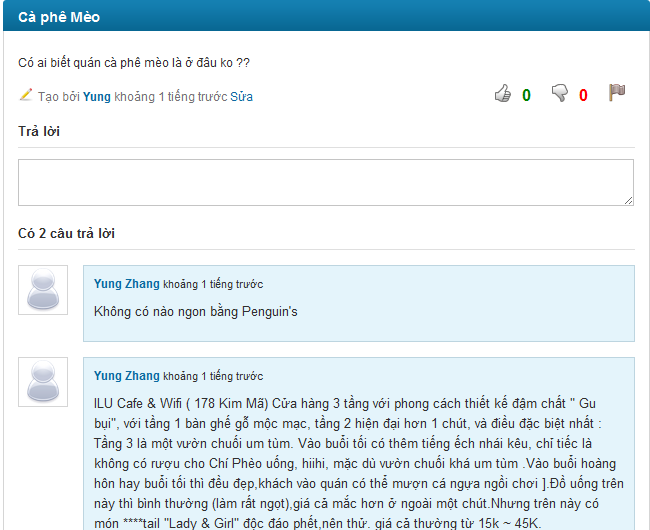 Cà phê Mèo
Có ai biết quán cà phê mèo là ở đâu ko ??
Tạo bởi Yung khoảng 1 tiếng trước Sửa
0
0
Trả lời
Có 2 câu trả lời
Yung Zhang khoảng 1 tiếng trước
Không có nào ngon bằng Penguin's
Yung Zhang khoảng 1 tiếng trước
ILU Cafe & Wifi ( 178 Kim Mã) Cửa hàng 3 tầng với phong cách thiết kế đậm chất " Gu
bụi", với tầng 1 bàn ghế gỗ mộc mạc, tầng 2 hiện đại hơn 1 chút, và điều đặc biệt nhất :
Tầng 3 là một vườn chuối um tùm. Vào buổi tối có thêm tiếng ếch nhái kêu, chỉ tiếc là
không có rượu cho Chí Phèo uống, hiihi, mặc dù vườn chuối khá um tùm .Vào buổi hoàng
hôn hay buổi tối thì đều đẹp,khách vào quán có thể mượn cá ngựa ngồi chơi ].Đồ uống trên
này thì bình thường (làm rất ngọt),giá cả mắc hơn ở ngoài một chút.Nhưng trên này có
món ****tail "Lady & Girl" độc đáo phết,nên thử. giá cả thường từ 15k ~ 45K.